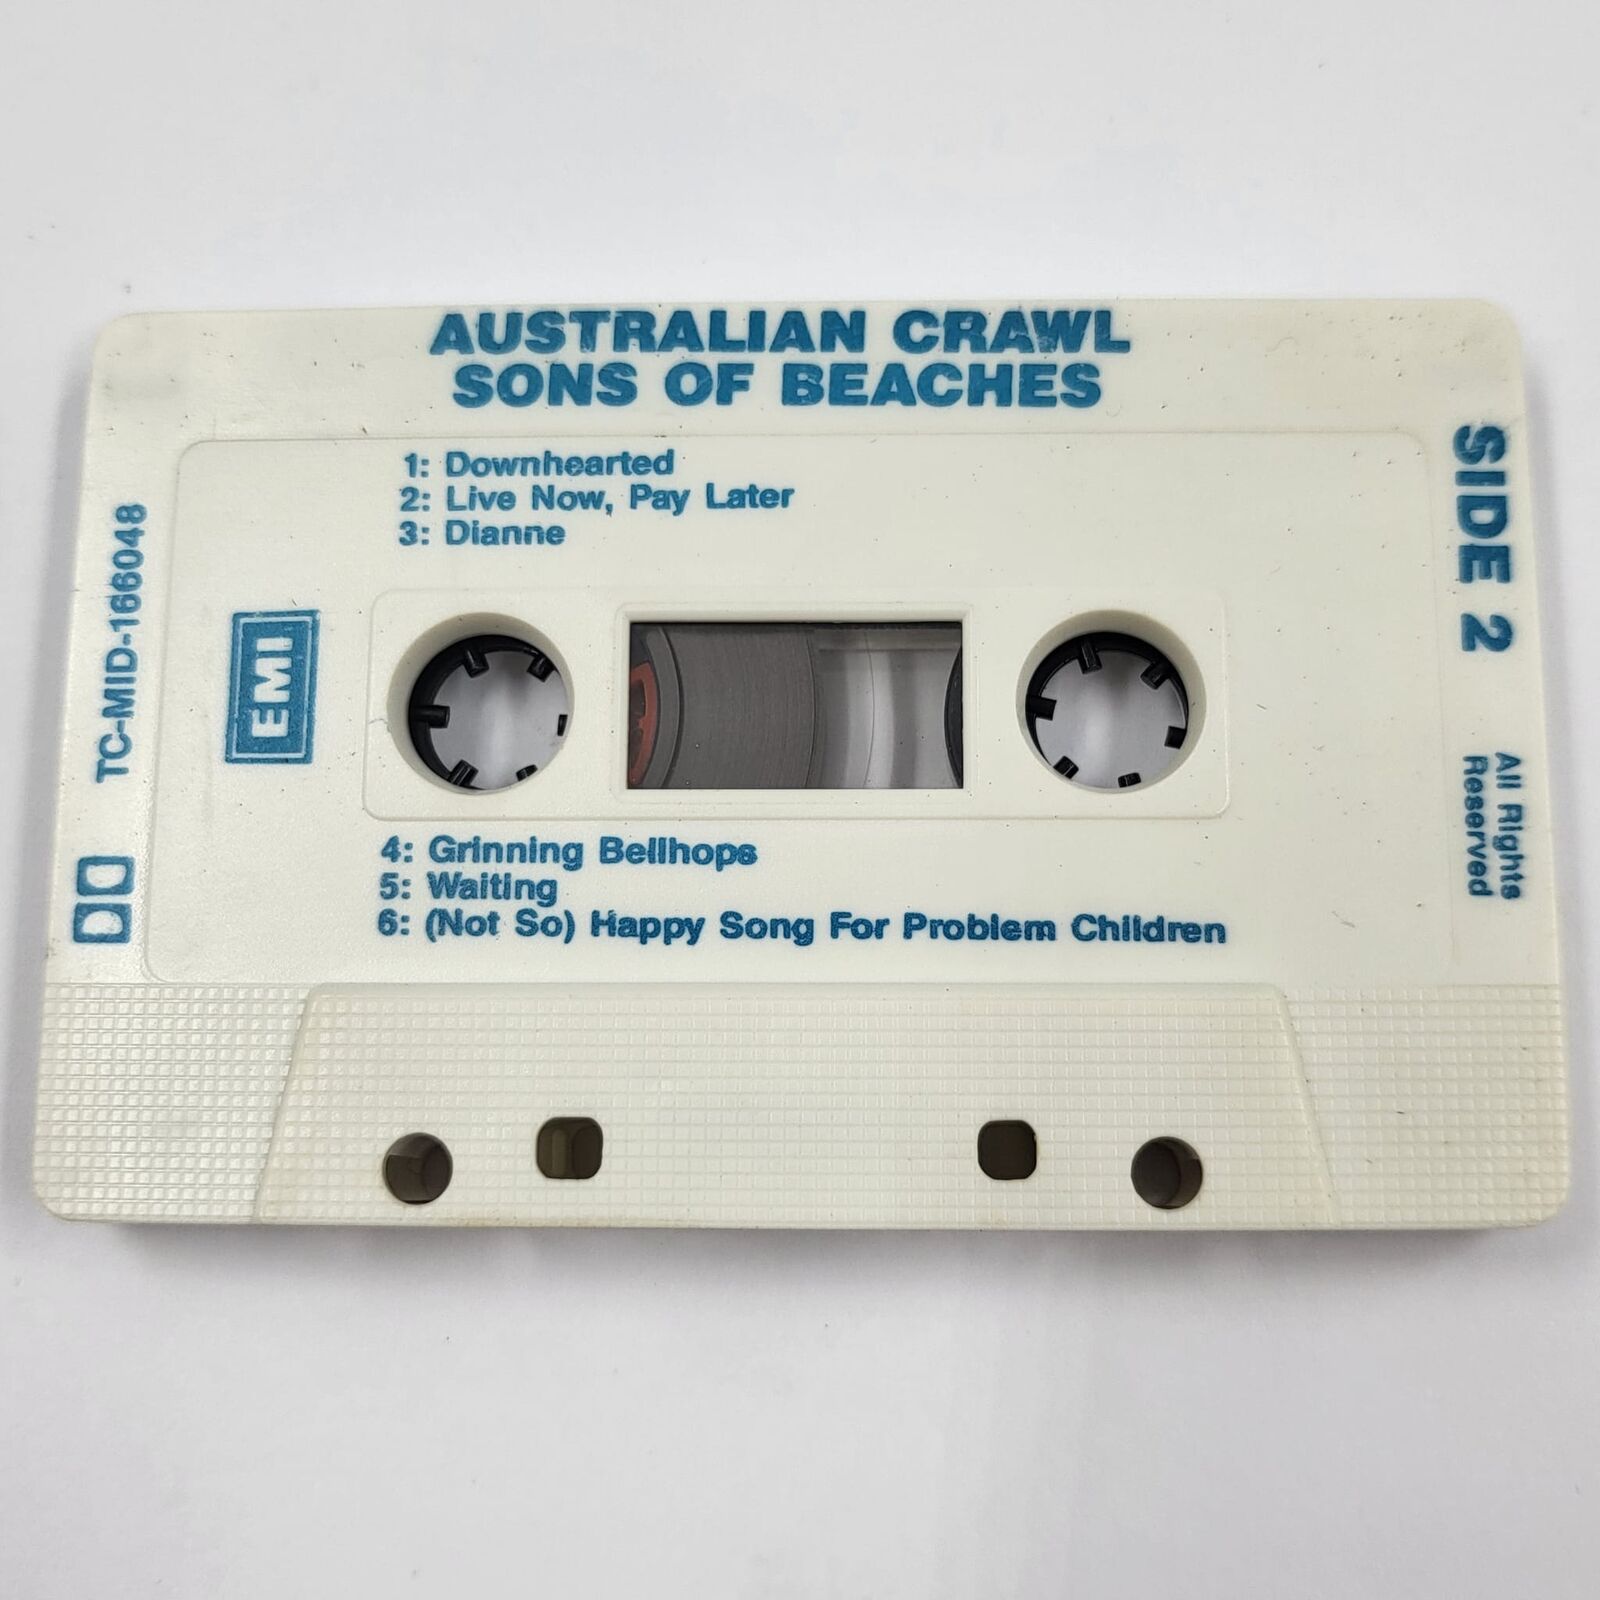 AUSTRALIAN CRAWL
SONS OF BEACHES
1: Downhearted
2: Live Now, Pay Later
3: Dianne
SIDE 2
TC-MID-166048
EMI
All Rights
Reserved
4: Grinning Bellhops
5: Waiting
6: (Not So) Happy Song For Problem Children